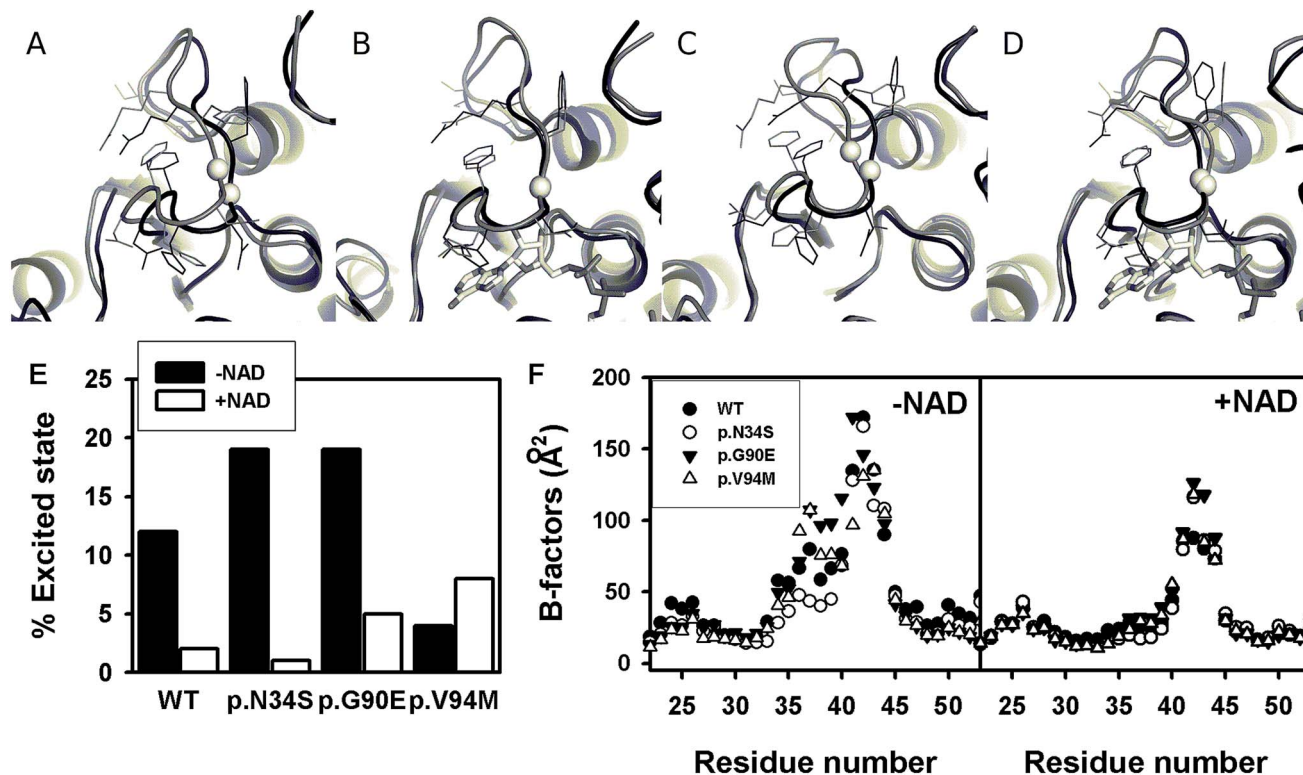 A
B
C
D
E
-NAD
+NAD
% Excited state
25
20
15
10
5
0
WT
p.N34S
p.G90E
p.V94M
F
WT
p.N34S
p.G90E
p.V94M
-NAD
+NAD
B-factors (Å²)
200
150
100
50
0
25 30 35 40 45 50
25 30 35 40 45 50
Residue number
Residue number